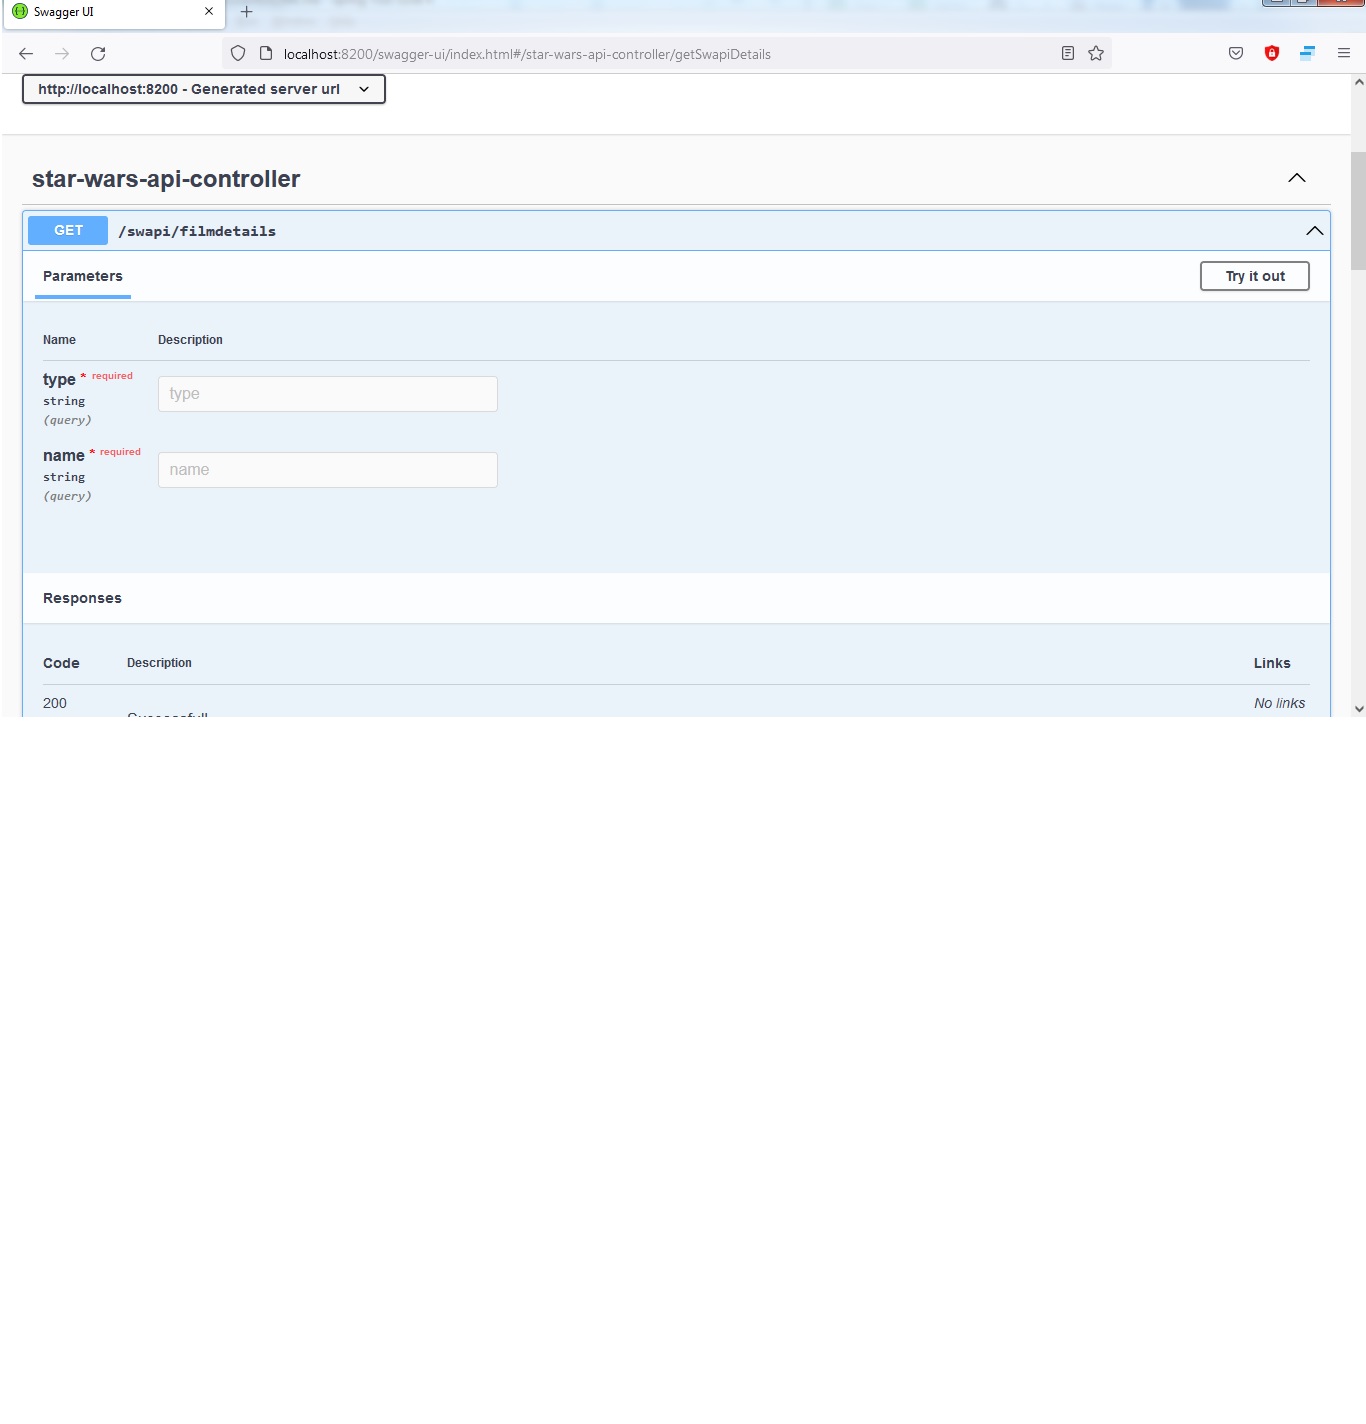 Swagger UI
localhost:8200/swagger-ui/index.html#/star-wars-api-controller/getSwapiDetails
http://localhost:8200 - Generated server url
star-wars-api-controller
GET /swapi/filmdetails
Parameters
Try it out
Name Description
type * required
string
(query)
type
name * required
string
(query)
name
Responses
Code Description Links
200 No links